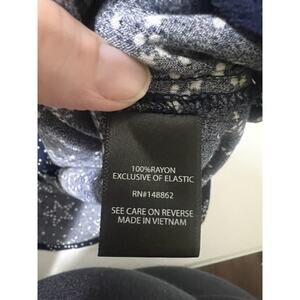 100%RAYON
EXCLUSIVE OF ELASTIC
RN#148862
SEE CARE ON REVERSE
MADE IN VIETNAM